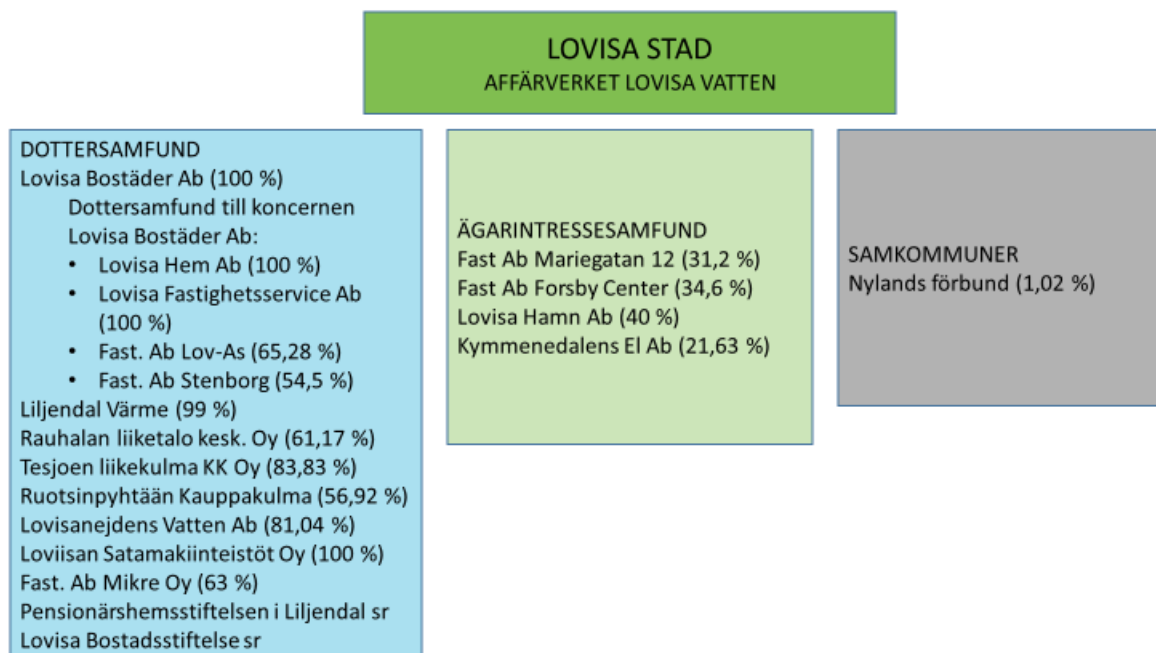 LOVISA STAD
AFFÄRVERKET LOVISA VATTEN
DOTTERSAMFUND
Lovisa Bostäder Ab (100 %)
Dottersamfund till koncernen
Lovisa Bostäder Ab:
• Lovisa Hem Ab (100 %)
• Lovisa Fastighetsservice Ab
(100 %)
• Fast. Ab Lov-As (65,28 %)
• Fast. Ab Stenborg (54,5 %)
Liljendal Värme (99 %)
Rauhalan liiketalo kesk. Oy (61,17 %)
Tesjoen liikekulma KK Oy (83,83 %)
Ruotsinpyhtään Kauppakulma (56,92 %)
Lovisanejdens Vatten Ab (81,04 %)
Loviisan Satamakiinteistöt Oy (100 %)
Fast. Ab Mikre Oy (63 %)
Pensionärshemsstiftelsen i Liljendal sr
Lovisa Bostadsstiftelse sr
ÄGARINTRESSESAMFUND
Fast Ab Mariegatan 12 (31,2 %)
Fast Ab Forsby Center (34,6 %)
Lovisa Hamn Ab (40 %)
Kymmenedalens El Ab (21,63 %)
SAMKOMMUNER
Nylands förbund (1,02 %)